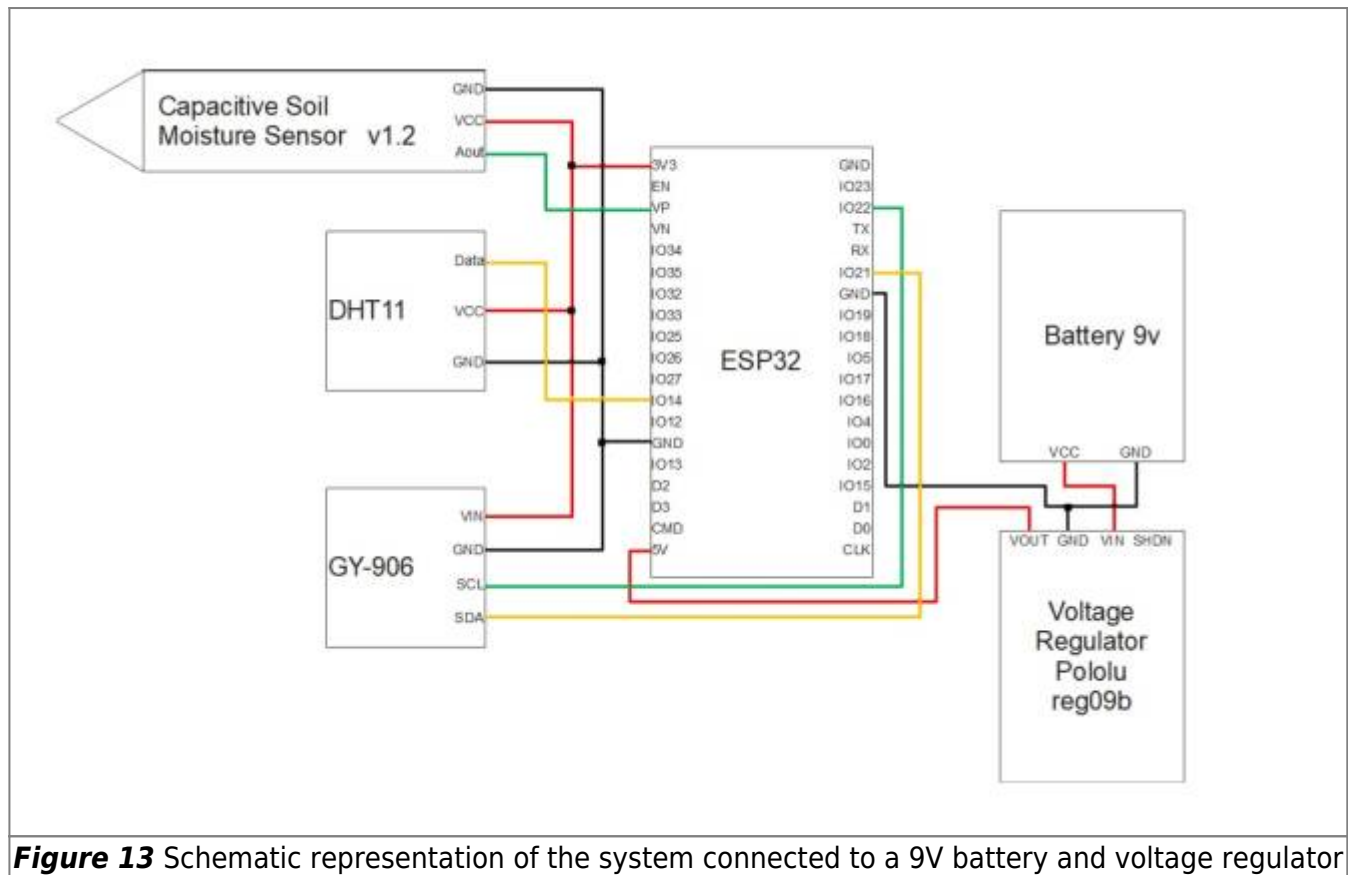 Capacitive Soil
Moisture Sensor v1.2
GND
VCC
Aout
DHT11
Data
VCC
GND
GY-906
VIN
GND
SCL
SDA
ESP32
3V3
EN
VP
VN
IO34
IO35
IO32
IO33
IO25
IO26
IO27
IO14
IO12
GND
IO13
D2
D3
CMD
5V
GND
IO23
IO22
TX
RX
IO21
GND
IO19
IO18
IO5
IO17
IO16
IO4
IO0
IO2
IO15
D1
D0
CLK
Battery 9v
VCC GND
VOUT GND VIN SHDN
Voltage
Regulator
Pololu
reg09b
Figure 13 Schematic representation of the system connected to a 9V battery and voltage regulator